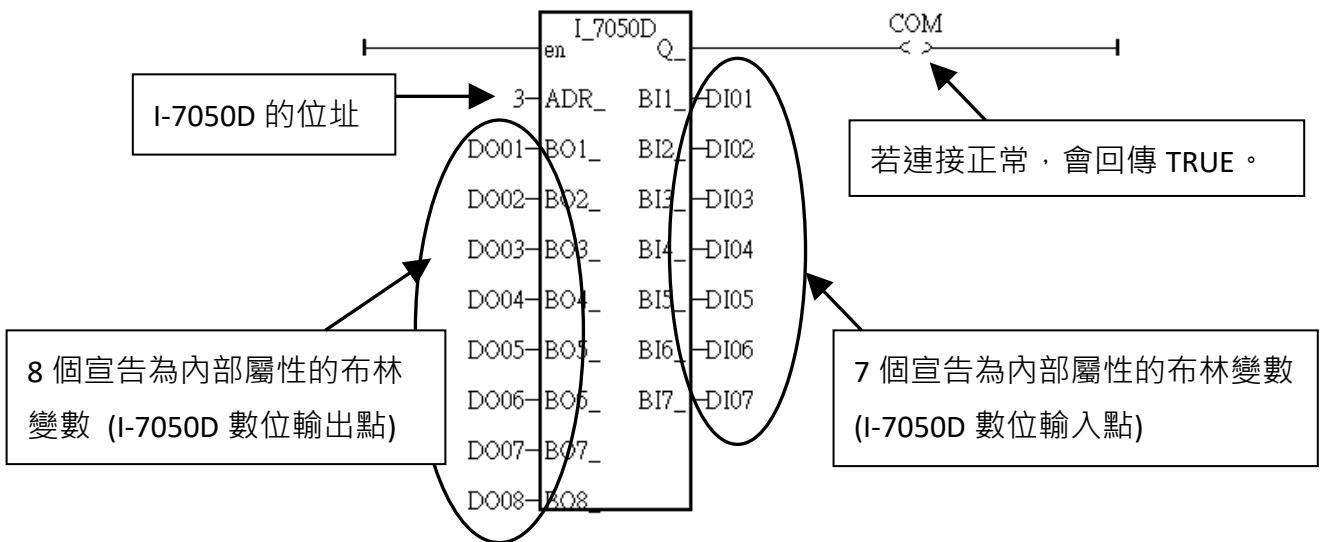 I_7050D
en
Q_
COM
I-7050D 的位址
3
ADR_
BI1_
DI01
若連接正常，會回傳 TRUE。
DO01
BO1_
BI2_
DI02
DO02
BO2_
BI3_
DI03
DO03
BO3_
BI4_
DI04
DO04
BO4_
BI5_
DI05
DO05
BO5_
BI6_
DI06
DO06
BO6_
BI7_
DI07
DO07
BO7_
DO08
BO8_
8 個宣告為內部屬性的布林
變數 (I-7050D 數位輸出點)
7 個宣告為內部屬性的布林變數
(I-7050D 數位輸入點)